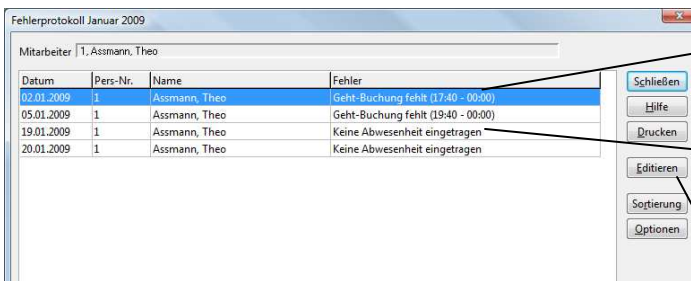 Fehlerprotokoll Januar 2009
Mitarbeiter 1, Assmann, Theo
Datum Pers-Nr. Name Fehler
02.01.2009 1 Assmann, Theo Geht-Buchung fehlt (17:40 - 00:00)
05.01.2009 1 Assmann, Theo Geht-Buchung fehlt (19:40 - 00:00)
19.01.2009 1 Assmann, Theo Keine Abwesenheit eingetragen
20.01.2009 1 Assmann, Theo Keine Abwesenheit eingetragen
Schließen
Hilfe
Drucken
Editieren
Sortierung
Optionen